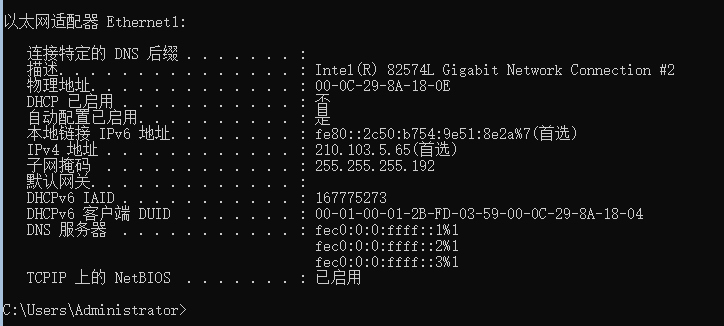 以太网适配器 Ethernet1:
连接特定的 DNS 后缀 . . . . . . . :
描述. . . . . . . . . . . . . . . : Intel(R) 82574L Gigabit Network Connection #2
物理地址. . . . . . . . . . . . . : 00-0C-29-8A-18-0E
DHCP 已启用 . . . . . . . . . . . : 否
自动配置已启用. . . . . . . . . . : 是
本地链接 IPv6 地址. . . . . . . . : fe80::2c50:b754:9e51:8e2a%7(首选)
IPv4 地址 . . . . . . . . . . . . : 210.103.5.65(首选)
子网掩码 . . . . . . . . . . . . : 255.255.255.192
默认网关. . . . . . . . . . . . . :
DHCPv6 IAID . . . . . . . . . . . : 167775273
DHCPv6 客户端 DUID . . . . . . . : 00-01-00-01-2B-FD-03-59-00-0C-29-8A-18-04
DNS 服务器 . . . . . . . . . . . : fec0:0:0:ffff::1%1
fec0:0:0:ffff::2%1
fec0:0:0:ffff::3%1
TCPIP 上的 NetBIOS . . . . . . . : 已启用
C:\Users\Administrator>